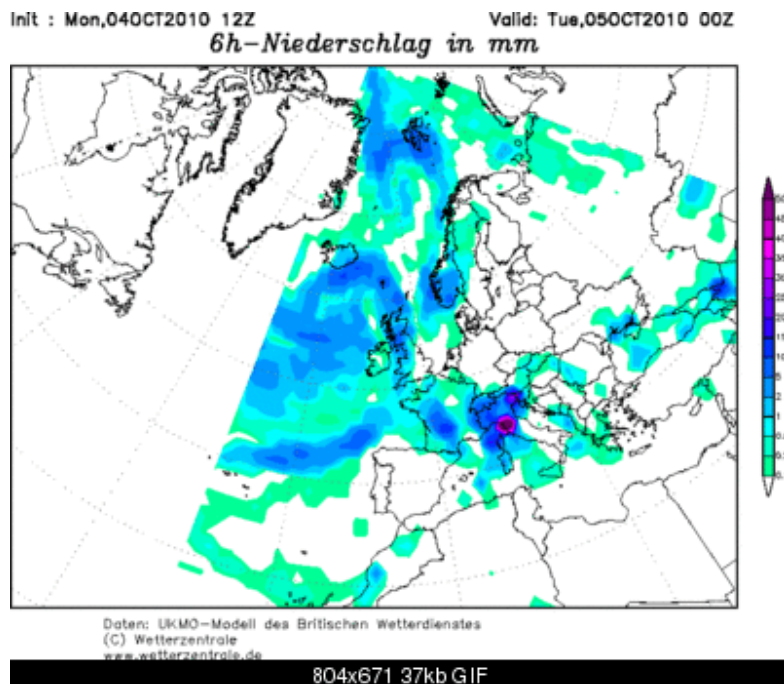 Init : Mon,04OCT2010 12Z Valid: Tue,05OCT2010 00Z
6h-Niederschlag in mm
Daten: UKMO-Modell des Britischen Wetterdienstes
(C) Wetterzentrale
www.wetterzentrale.de
804x671 37kb GIF